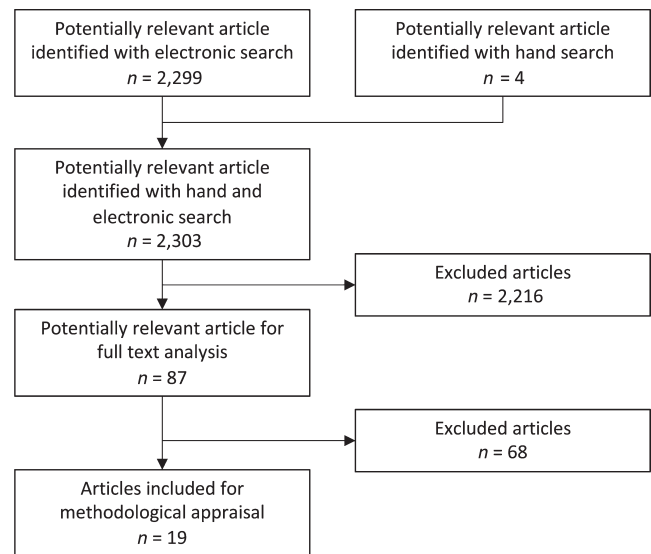 Potentially relevant article
identified with electronic search
n = 2,299
Potentially relevant article
identified with hand search
n = 4
Potentially relevant article
identified with hand and
electronic search
n = 2,303
Excluded articles
n = 2,216
Potentially relevant article for
full text analysis
n = 87
Excluded articles
n = 68
Articles included for
methodological appraisal
n = 19